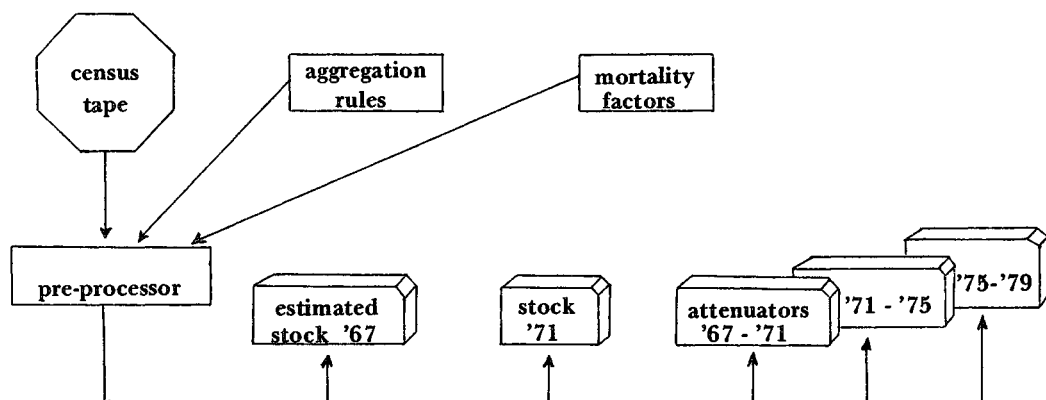 census
tape
aggregation
rules
mortality
factors
pre-processor
estimated
stock '67
stock
'71
attenuators
'67 - '71
'71 - '75
'75-'79